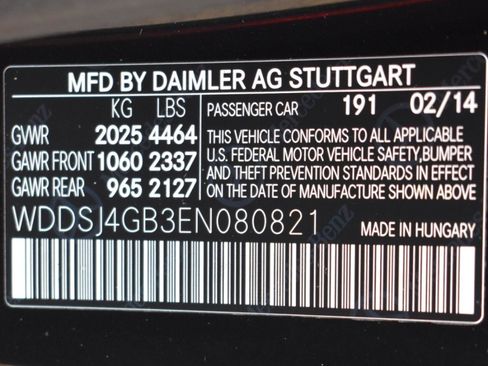 MFD BY DAIMLER AG STUTTGART
KG LBS
GVWR 2025 4464
GAWR FRONT 1060 2337
GAWR REAR 965 2127
PASSENGER CAR 191 02/14
THIS VEHICLE CONFORMS TO ALL APPLICABLE
U.S. FEDERAL MOTOR VEHICLE SAFETY, BUMPER
AND THEFT PREVENTION STANDARDS IN EFFECT ON THE
DATE OF MANUFACTURE SHOWN ABOVE.
WDDSJ4GB3EN080821
MADE IN HUNGARY